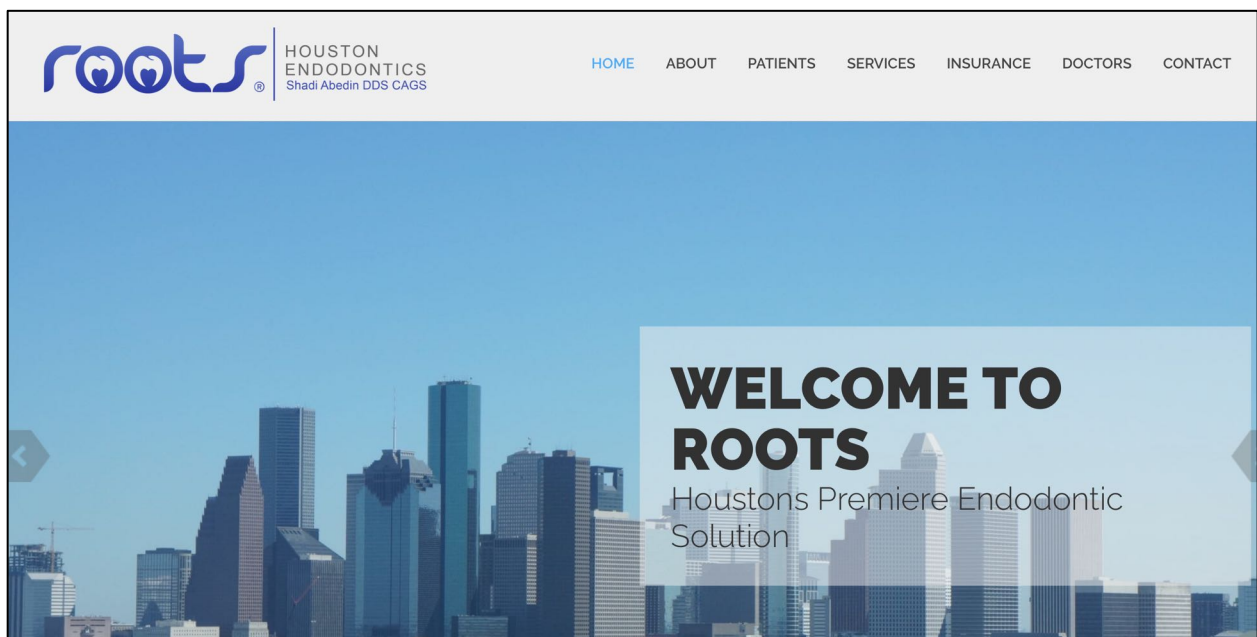 roots®
HOUSTON
ENDODONTICS
Shadi Abedin DDS CAGS
HOME ABOUT PATIENTS SERVICES INSURANCE DOCTORS CONTACT
WELCOME TO
ROOTS
Houstons Premiere Endodontic
Solution